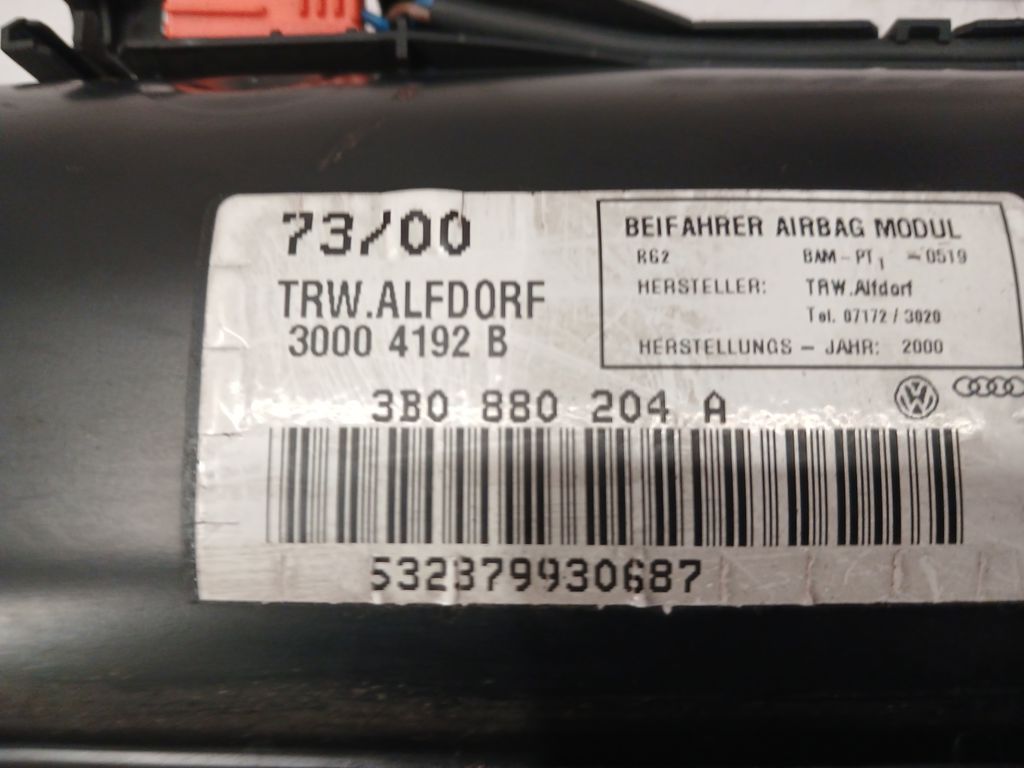 73/00
TRW.ALFDORF
3000 4192 B
BEIFAHRER AIRBAG MODUL
RG2 BAM - PT1 - 0519
HERSTELLER: TRW.Alfdorf
Tel. 07172 / 3020
HERSTELLUNGS - JAHR: 2000
3B0 880 204 A
532379930687